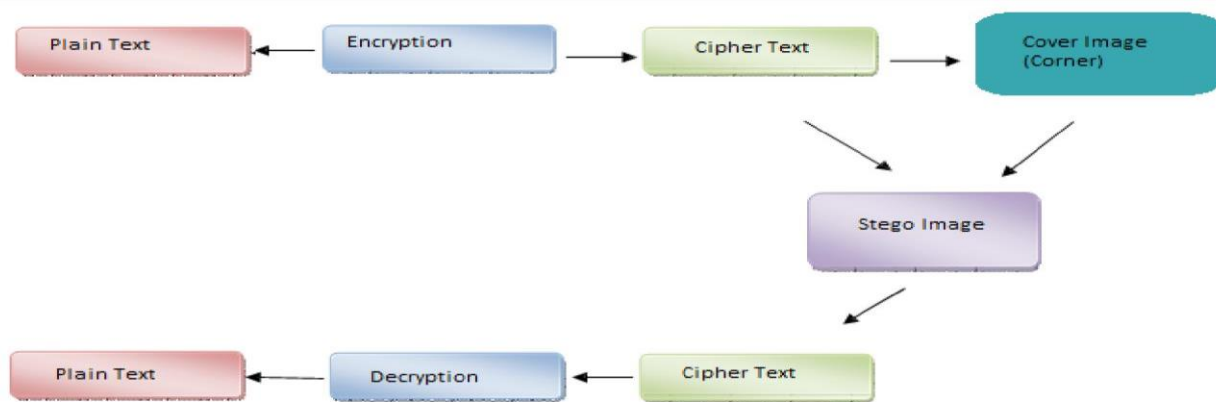 Plain Text
Encryption
Cipher Text
Cover Image
(Corner)
Stego Image
Plain Text
Decryption
Cipher Text